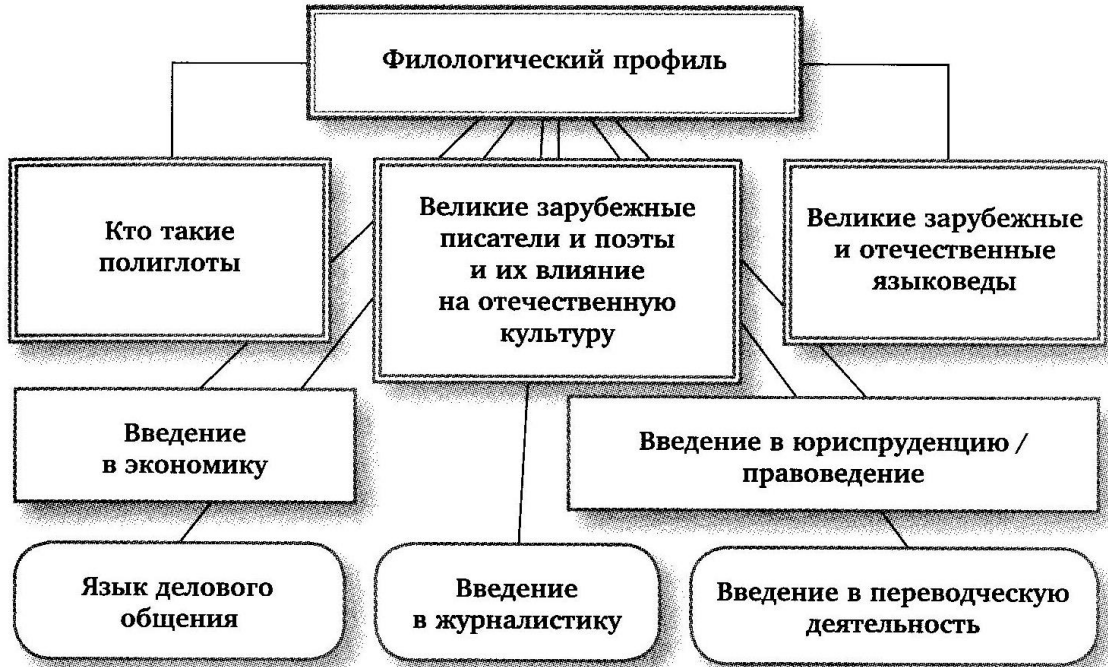 Филологический профиль
Кто такие
полиглоты
Великие зарубежные
писатели и поэты
и их влияние
на отечественную
культуру
Великие зарубежные
и отечественные
языковеды
Введение
в экономику
Введение в юриспруденцию /
правоведение
Язык делового
общения
Введение
в журналистику
Введение в переводческую
деятельность